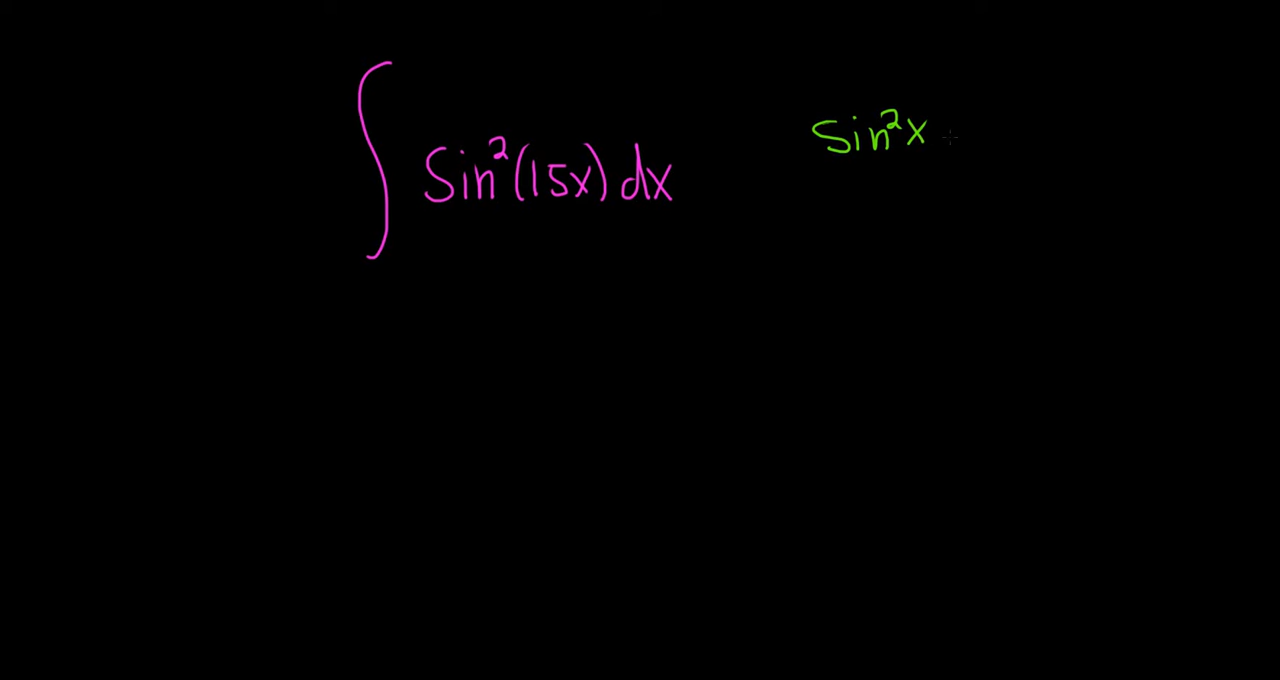 ∫ Sin²(15x) dx
Sin²x